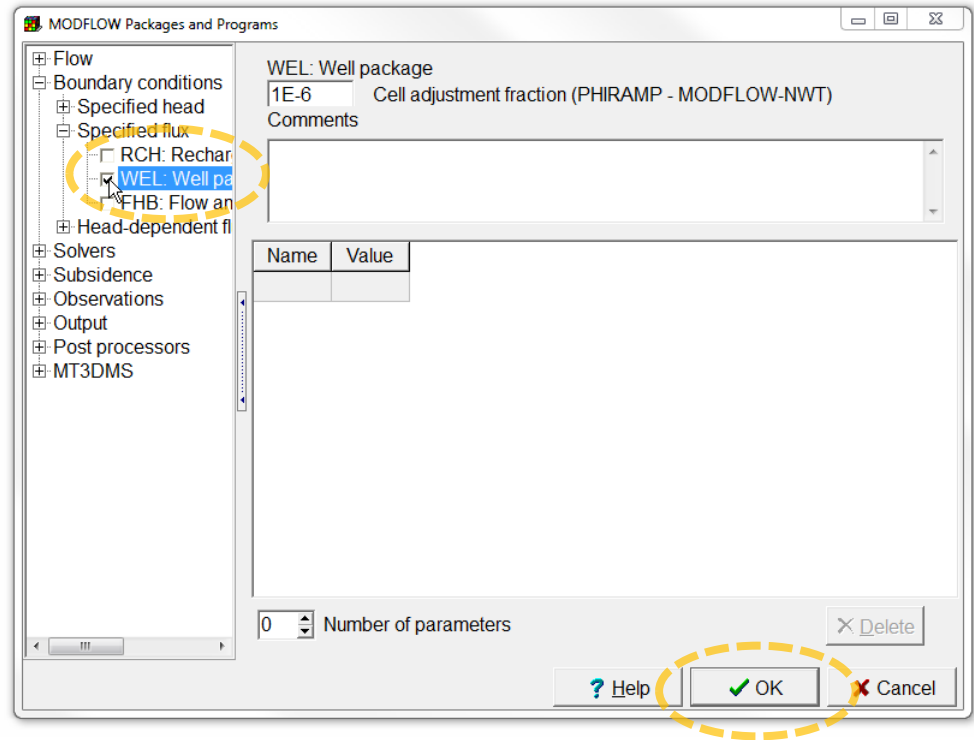 MODFLOW Packages and Programs
Flow
Boundary conditions
Specified head
Specified flux
RCH: Rechar
WEL: Well pa
FHB: Flow an
Head-dependent fl
Solvers
Subsidence
Observations
Output
Post processors
MT3DMS
WEL: Well package
1E-6 Cell adjustment fraction (PHIRAMP - MODFLOW-NWT)
Comments
Name Value
0 Number of parameters
Delete
? Help OK Cancel